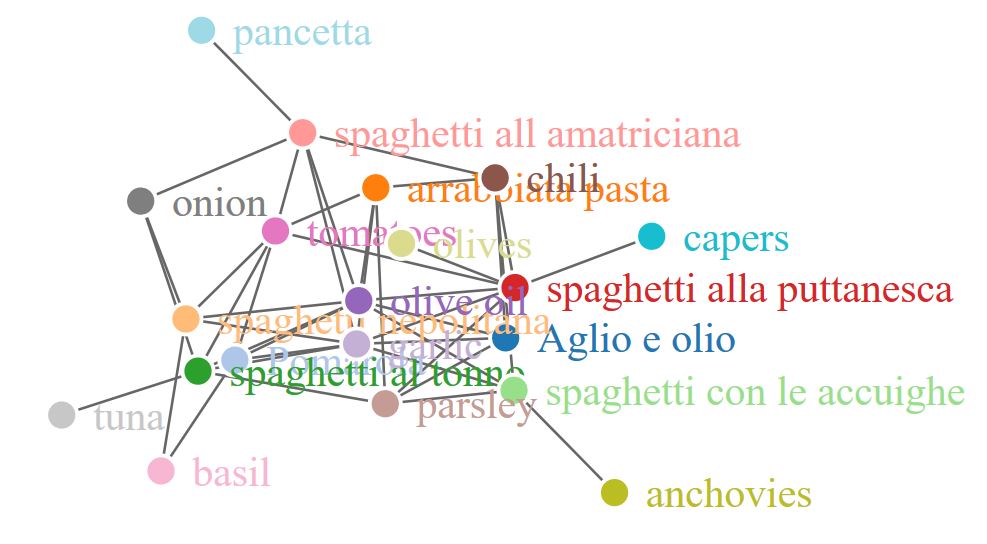 pancetta
spaghetti all amatriciana
chili
arrabbiata pasta
onion
tomatoes
capers
olives
spaghetti alla puttanesca
olive oil
spaghetti nepolitana
Aglio e olio
garlic
Pomarola
spaghetti al tonno
spaghetti con le accuighe
parsley
tuna
basil
anchovies